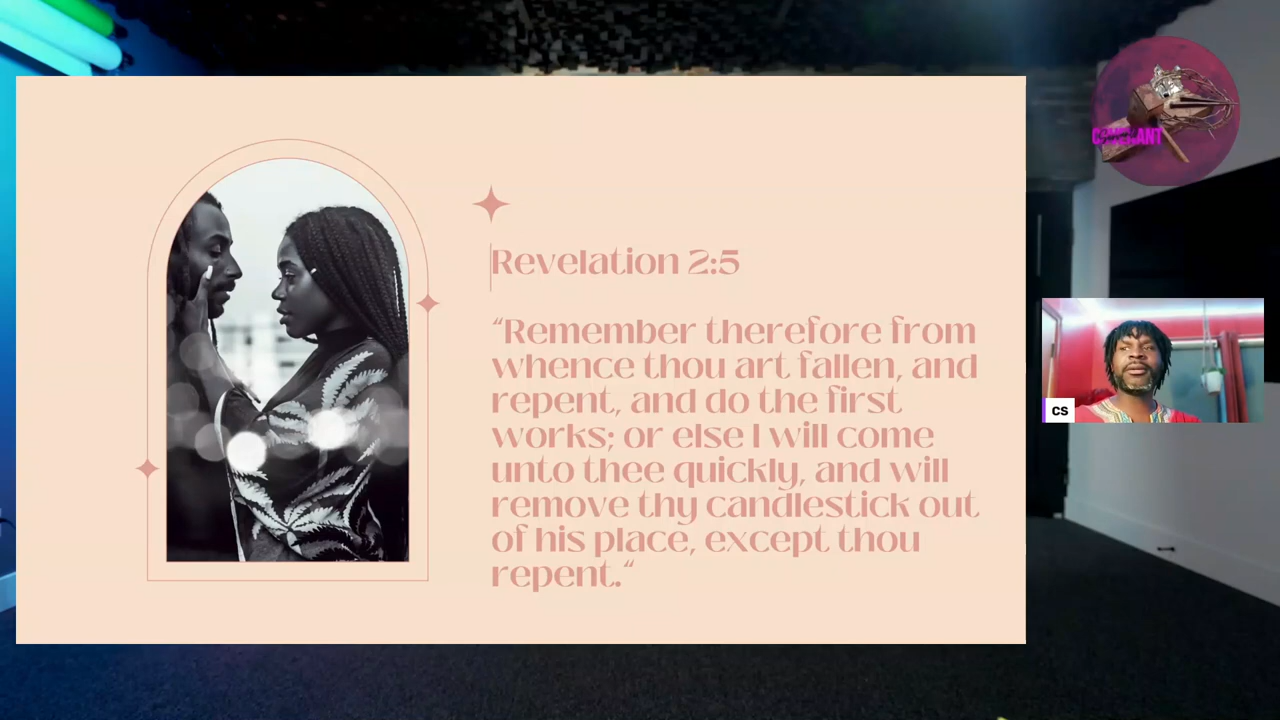 Revelation 2:5
“Remember therefore from
whence thou art fallen, and
repent, and do the first
works; or else I will come
unto thee quickly, and will
remove thy candlestick out
of his place, except thou
repent.“
CS